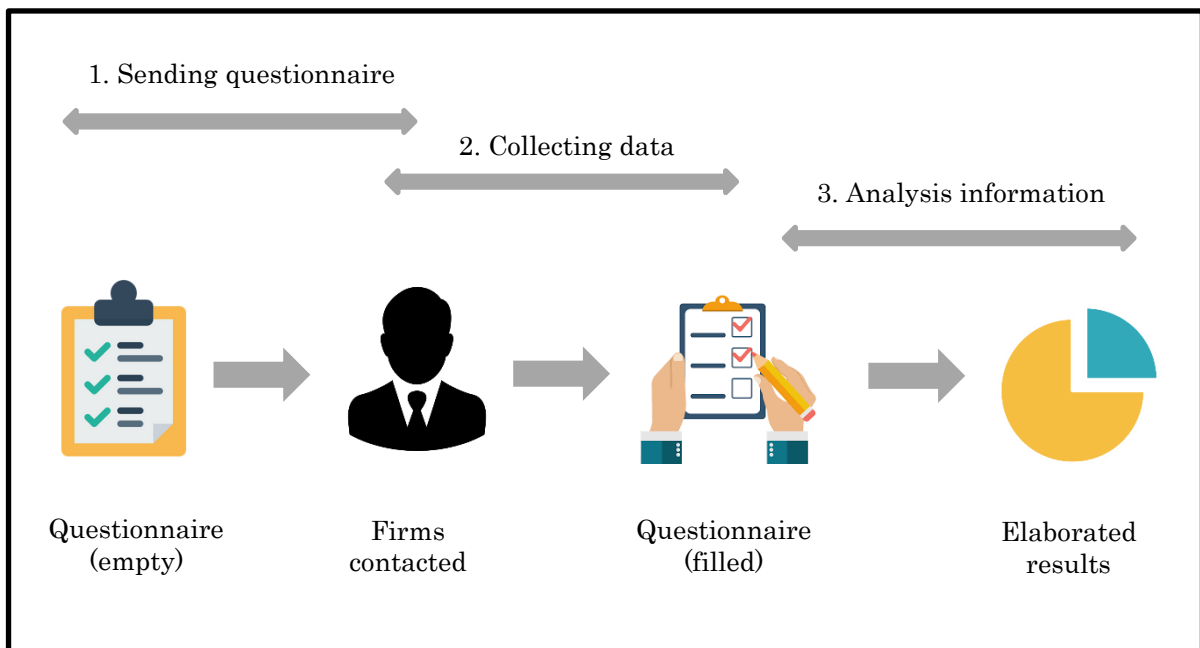 1. Sending questionnaire
2. Collecting data
3. Analysis information
Questionnaire
(empty)
Firms
contacted
Questionnaire
(filled)
Elaborated
results